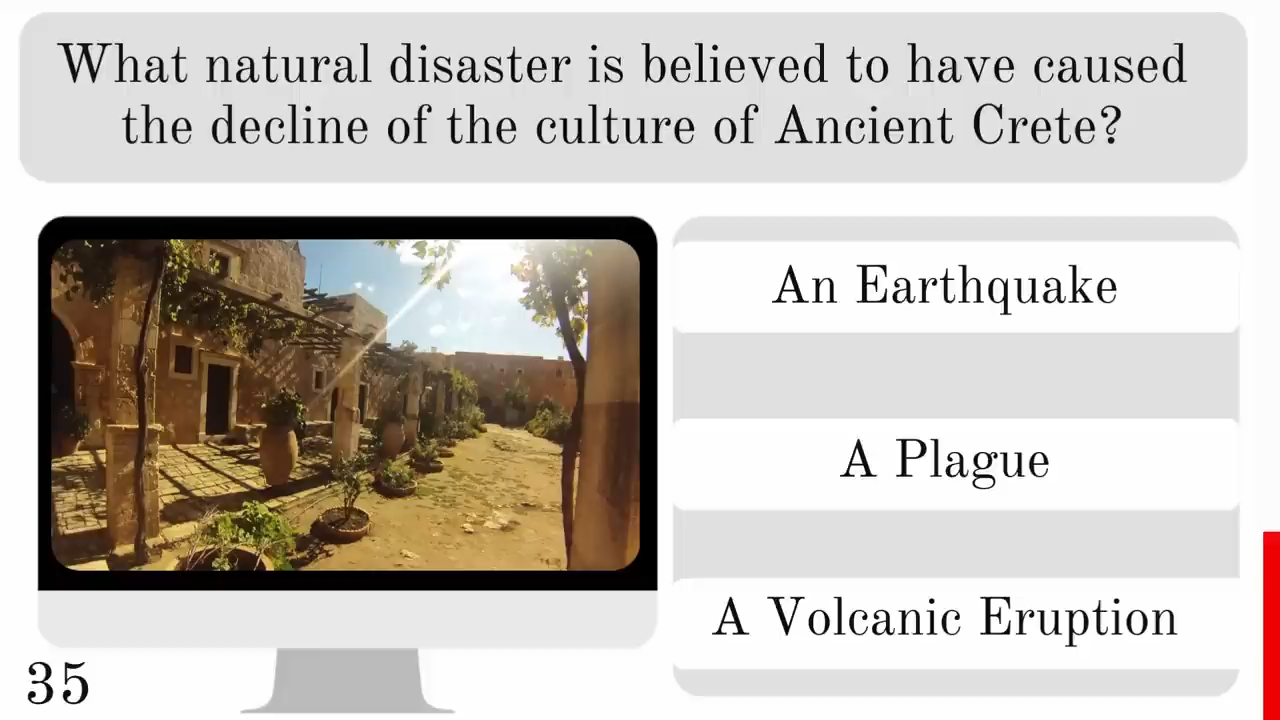 What natural disaster is believed to have caused
the decline of the culture of Ancient Crete?
An Earthquake
A Plague
A Volcanic Eruption
35